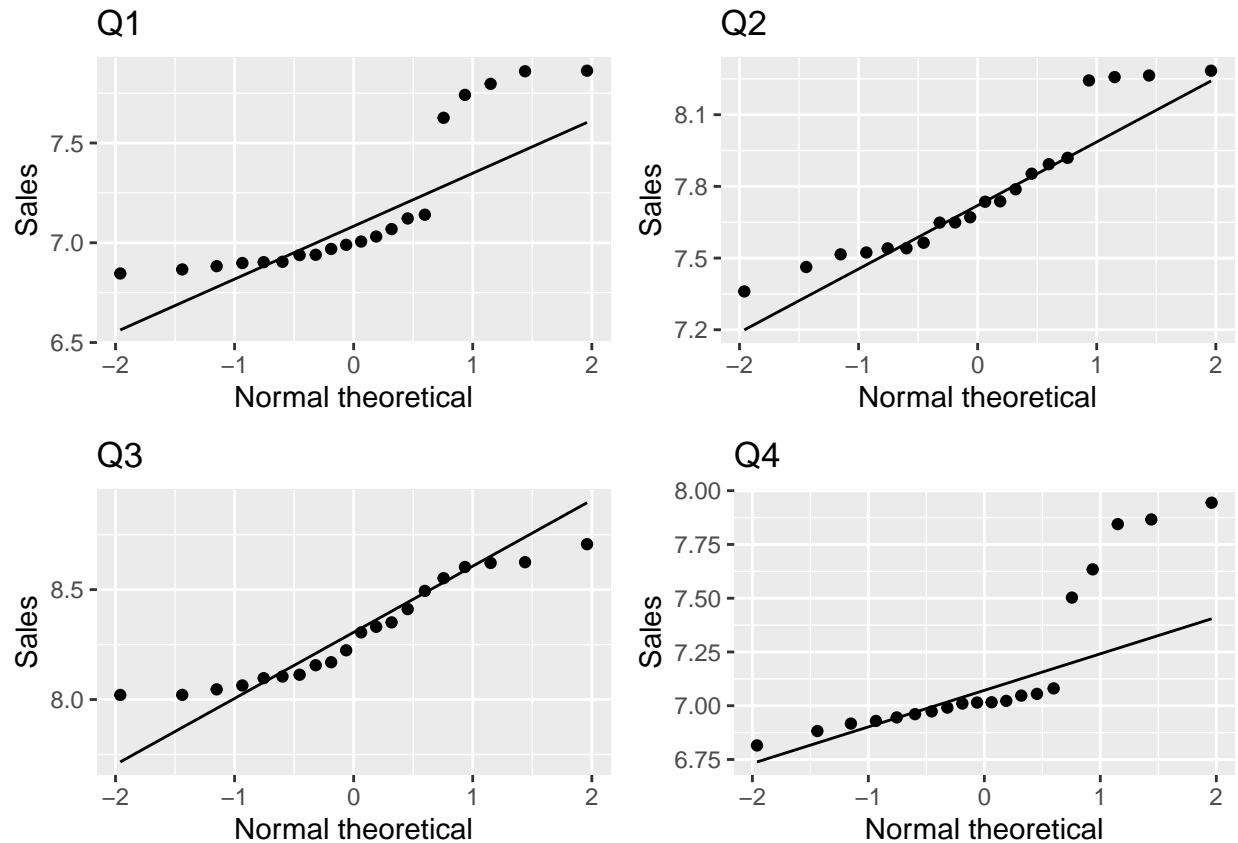 Q1
7.5
7.0
6.5
Sales
−2 −1 0 1 2
Normal theoretical
Q2
8.1
7.8
7.5
7.2
Sales
−2 −1 0 1 2
Normal theoretical
Q3
8.5
8.0
Sales
−2 −1 0 1 2
Normal theoretical
Q4
8.00
7.75
7.50
7.25
7.00
6.75
Sales
−2 −1 0 1 2
Normal theoretical